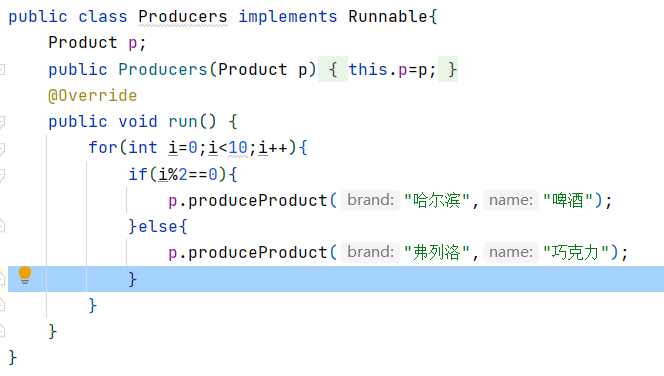 public class Producers implements Runnable{
    Product p;
    public Producers(Product p) { this.p=p; }
    @Override
    public void run() {
        for(int i=0;i<10;i++){
            if(i%2==0){
                p.produceProduct( brand: "哈尔滨", name: "啤酒");
            }else{
                p.produceProduct( brand: "弗列洛", name: "巧克力");
            }
        }
    }
}